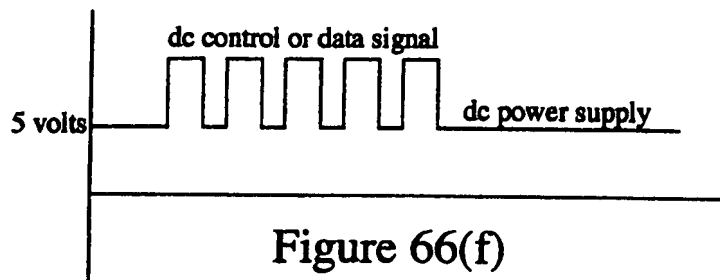 dc control or data signal
5 volts
dc power supply
Figure 66(f)